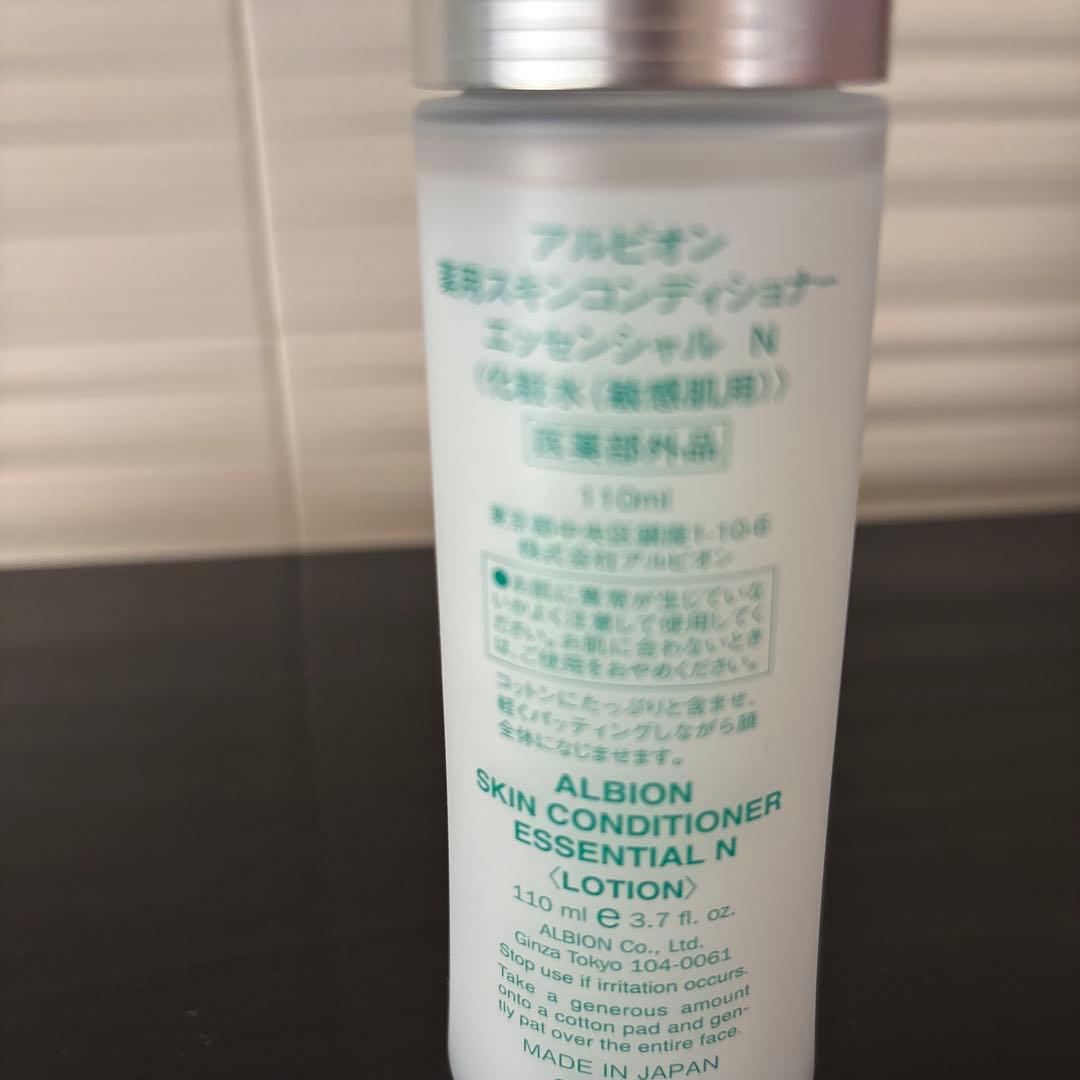 アルビオン
薬用スキンコンディショナー
エッセンシャル N
〈化粧水（敏感肌用）〉
医薬部外品
110ml
東京都中央区銀座1-10-6
株式会社アルビオン
●お肌に異常が生じていな
いかよく注意して使用してく
ださい。お肌に合わないとき
は、ご使用をおやめください。
コットンにたっぷりと含ませ、
軽くパッティングしながら顔
全体になじませます。
ALBION
SKIN CONDITIONER
ESSENTIAL N
〈LOTION〉
110 ml ℮ 3.7 fl. oz.
ALBION Co., Ltd.
Ginza Tokyo 104-0061
Stop use if irritation occurs.
Take a generous amount
onto a cotton pad and gen-
tly pat over the entire face.
MADE IN JAPAN